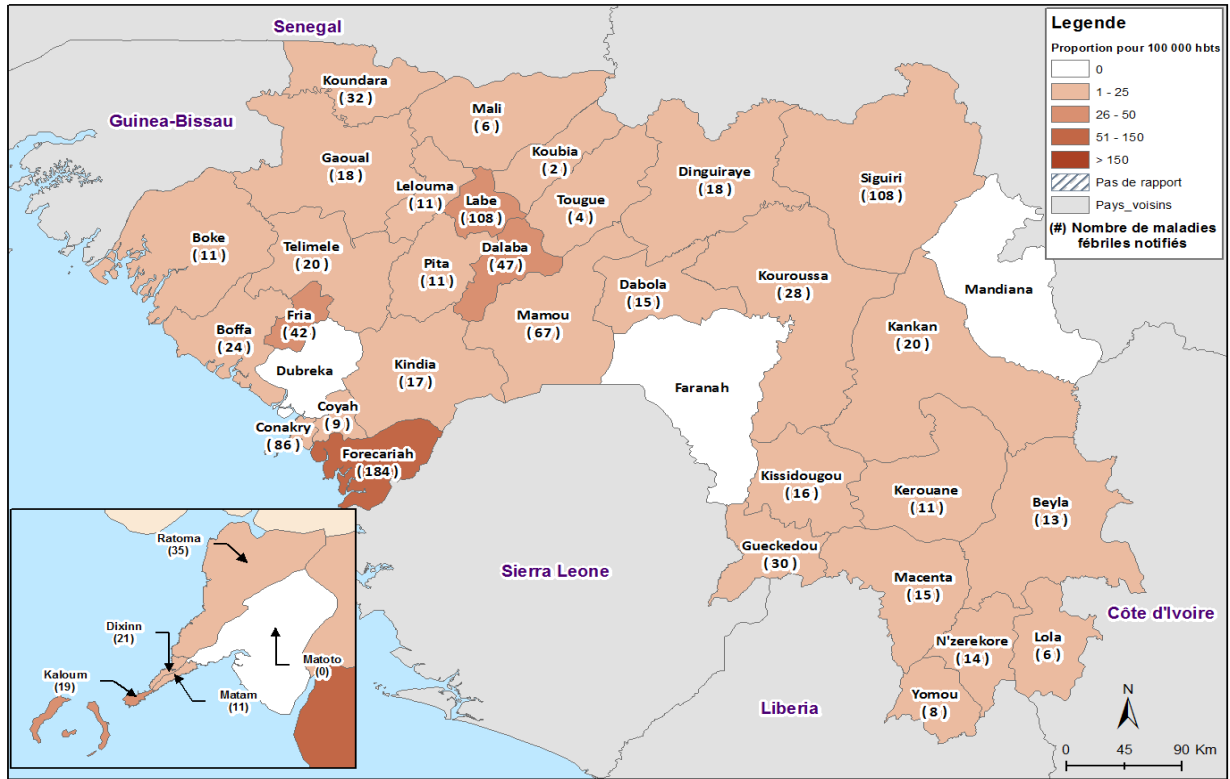 Senegal
Guinea-Bissau
Koundara
(32)
Mali
(6)
Gaoual
(18)
Koubia
(2)
Lelouma
(11)
Labe
(108)
Tougue
(4)
Dinguiraye
(18)
Siguiri
(108)
Boke
(11)
Telimele
(20)
Pita
(11)
Dalaba
(47)
Dabola
(15)
Kouroussa
(28)
Mandiana
Boffa
(24)
Fria
(42)
Mamou
(67)
Kankan
(20)
Dubreka
Kindia
(17)
Faranah
Coyah
(9)
Conakry
(86)
Forecariah
(184)
Kissidougou
(16)
Kerouane
(11)
Beyla
(13)
Gueckedou
(30)
Macenta
(15)
Sierra Leone
Côte d'Ivoire
N'zerekore
(14)
Lola
(6)
Yomou
(8)
Liberia
Legende
Proportion pour 100 000 hbts
0
1 - 25
26 - 50
51 - 150
> 150
Pas de rapport
Pays_voisins
(#) Nombre de maladies
fébriles notifiés
Ratoma
(35)
Dixinn
(21)
Kaloum
(19)
Matoto
(0)
Matam
(11)
N
0 45 90 Km